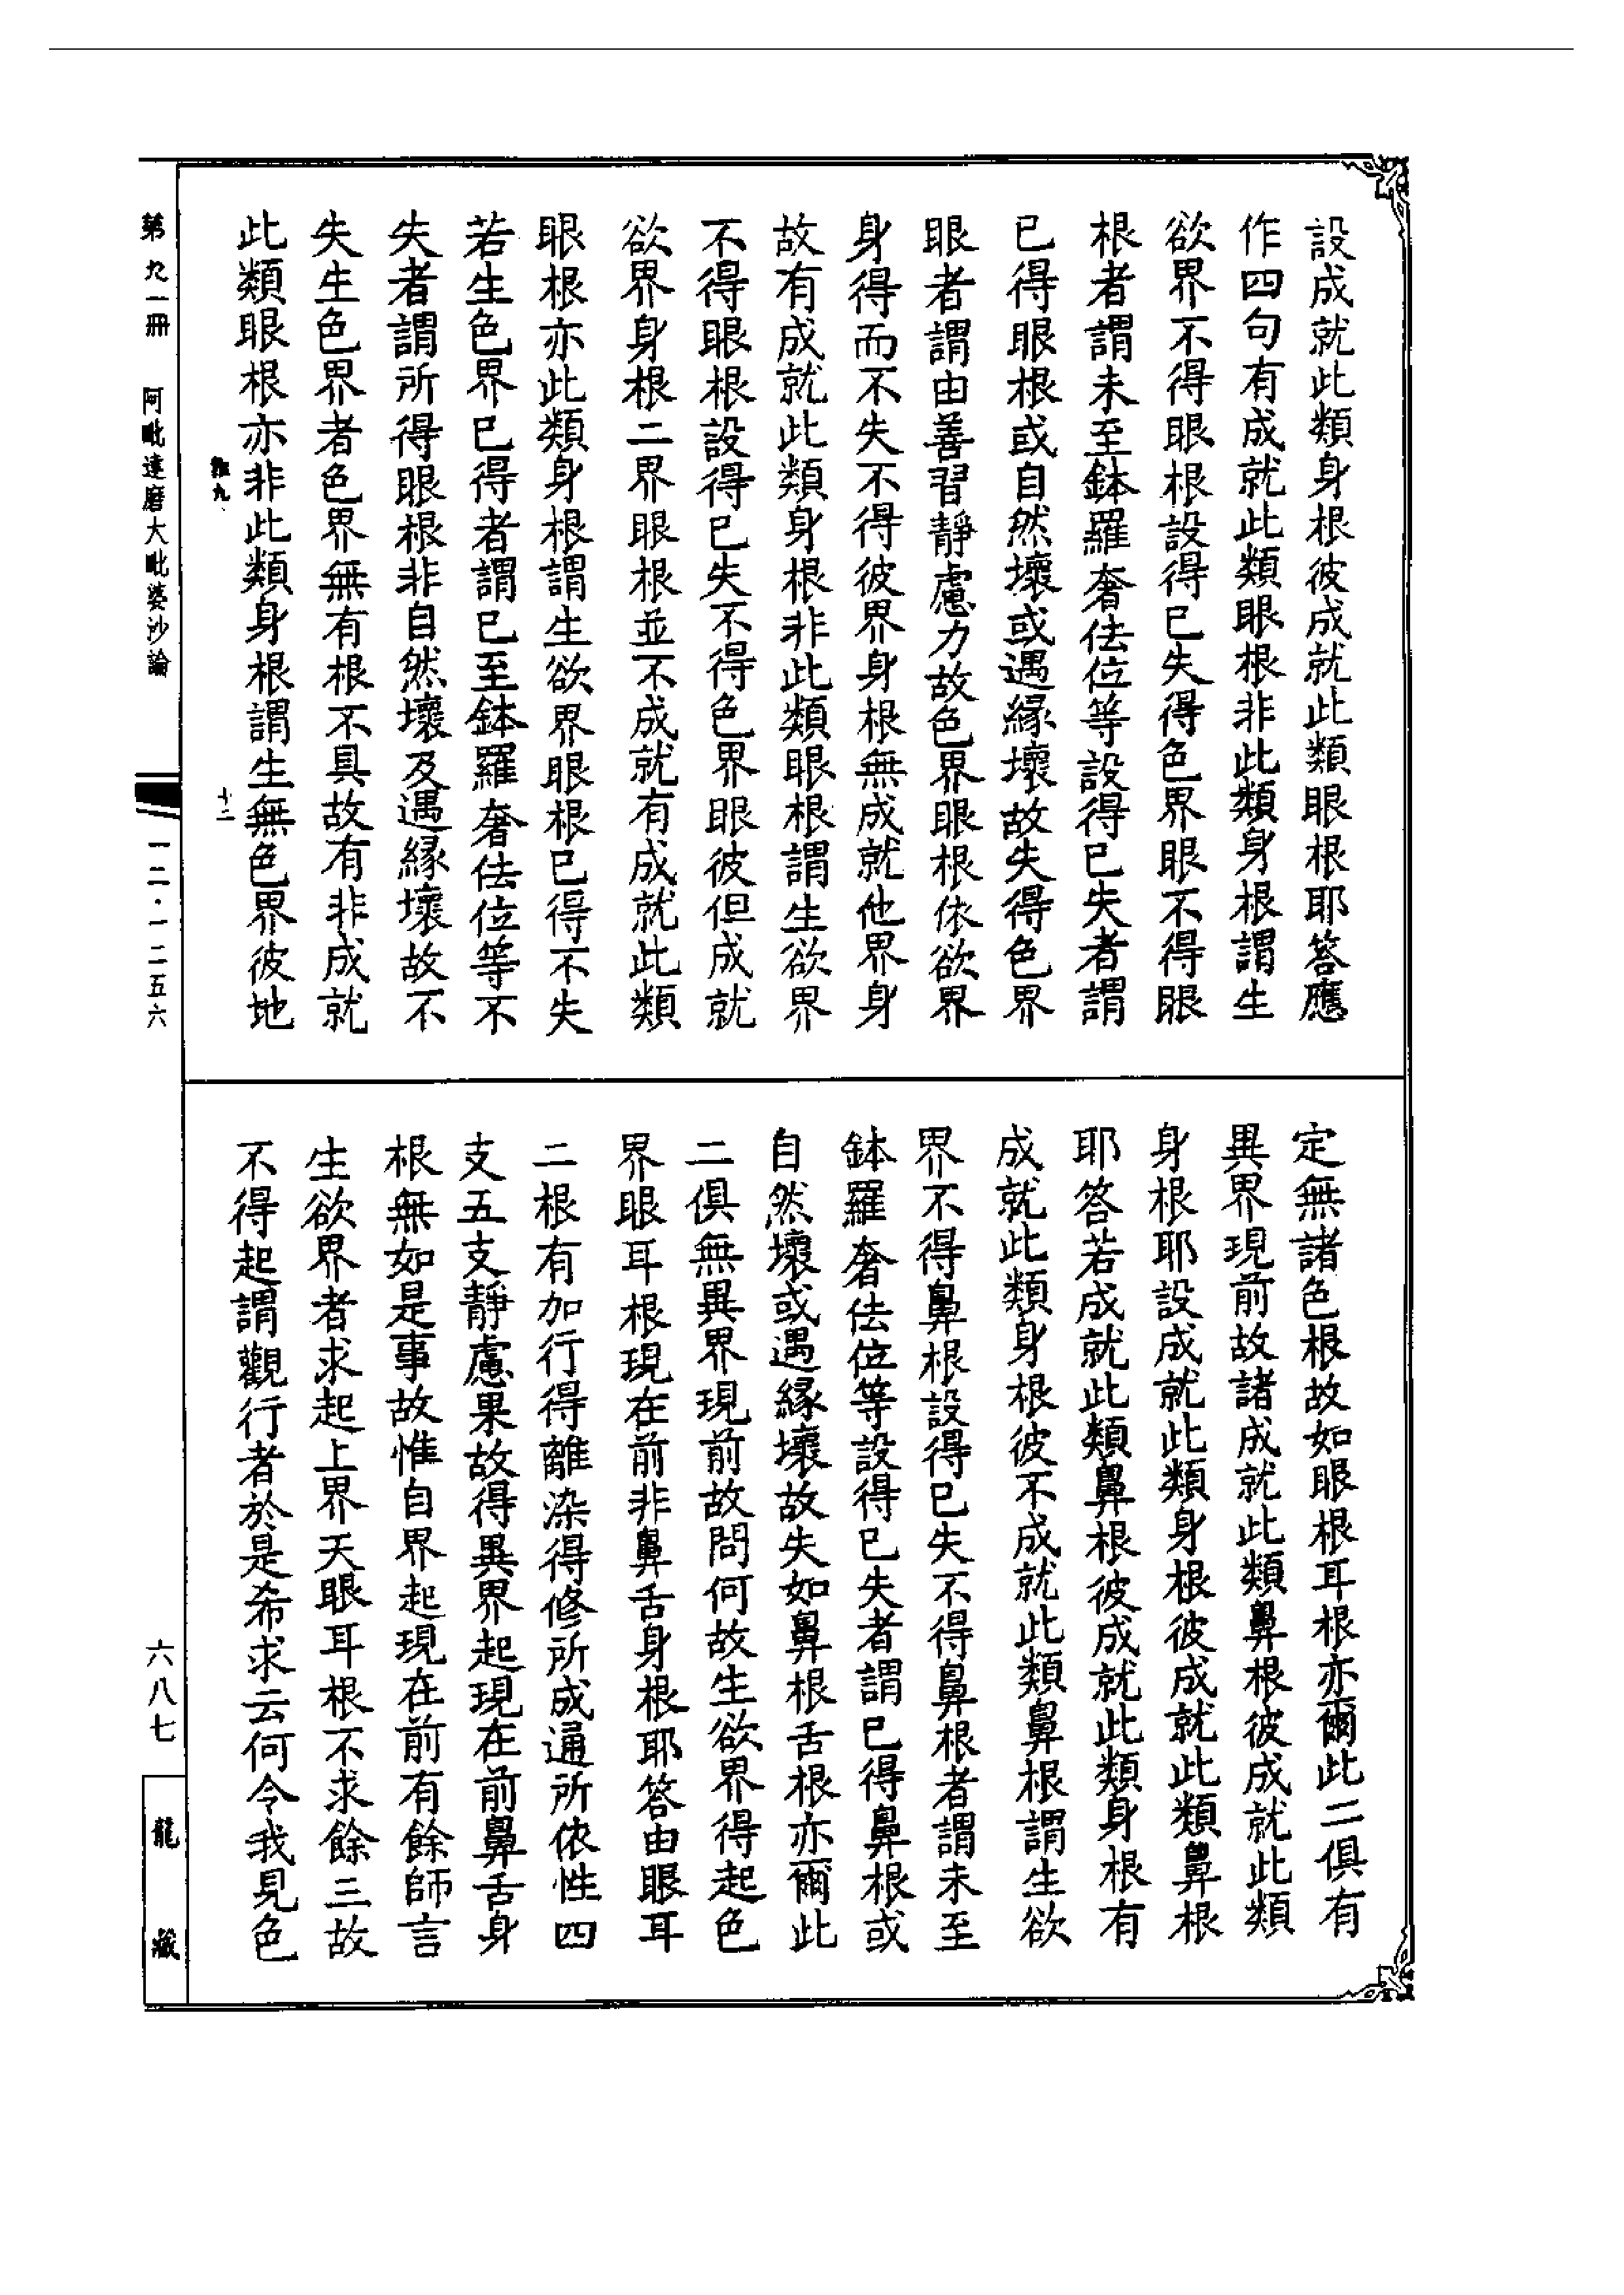 設成就此類身根彼成就此類眼根耶答應
作四句有成就此類眼根非此類身根謂生
欲界不得眼根設得已失得色界眼不得眼
根者謂未至鉢羅奢佉位等設得已失者謂
已得眼根或自然壞或遇緣壞故失得色界
眼者謂由善習靜慮力故色界眼根依欲界
身得而不失不得彼界身根無成就他界身
故有成就此類身根非此類眼根謂生欲界
不得眼根設得已失不得色界眼彼但成就
欲界身根二界眼根並不成就有成就此類
眼根亦此類身根謂生欲界眼根已得不失
若生色界已得者謂已至鉢羅奢佉位等不
失者謂所得眼根非自然壞及遇緣壞故不
失生色界者色界無有根不具故有非成就
此類眼根亦非此類身根謂生無色界彼地
定無諸色根故如眼根耳根亦爾此二俱有
異界現前故諸成就此類鼻根彼成就此類
身根耶設成就此類身根彼成就此類鼻根
耶答若成就此類鼻根彼成就此類身根有
成就此類身根彼不成就此類鼻根謂生欲
界不得鼻根設得已失不得鼻根者謂未至
鉢羅奢佉位等設得已失者謂已得鼻根或
自然壞或遇緣壞故失如鼻根舌根亦爾此
二俱無異界現前故問何故生欲界得起色
界眼耳根現在前非鼻舌身根耶答由眼耳
二根有加行得離染得修所成通所依性四
支五支靜慮果故得異界起現在前鼻舌身
根無如是事故惟自界起現在前有餘師言
生欲界者求起上界天眼耳根不求餘三故
不得起謂觀行者於是希求云何令我見色
雜九
十二
第九一冊
阿毗達磨大毗婆沙論
一二·一二五六
六八七
龍藏